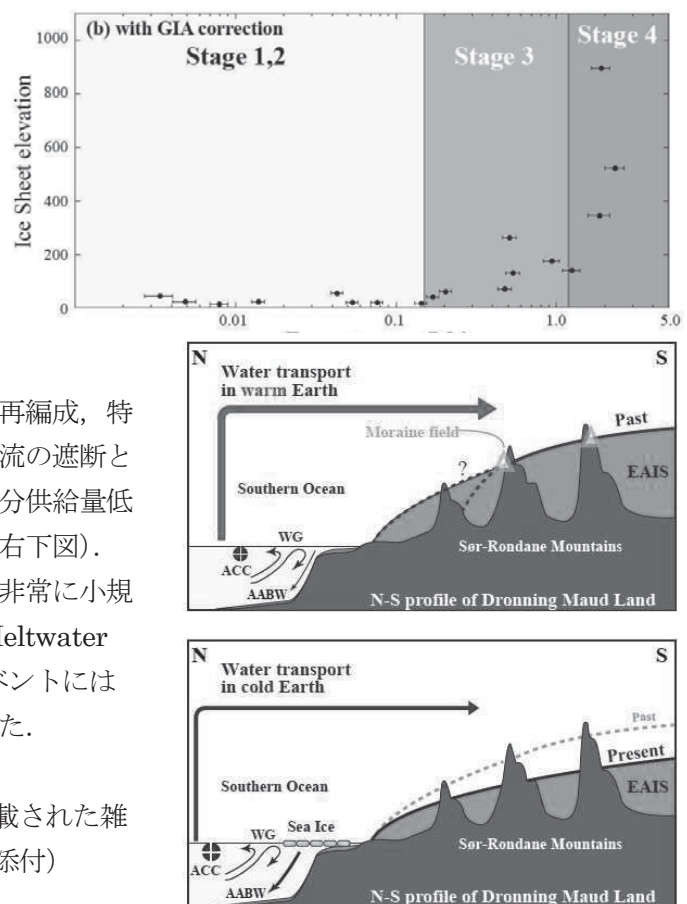 (b) with GIA correction
Stage 1,2
Stage 3
Stage 4
Ice Sheet elevation
1000
800
600
400
200
0
0.01
0.1
1.0
5.0
再編成，特
流の遮断と
分供給量低
右下図）．
非常に小規
Meltwater
ベントには
た．
載された雑
添付）
N
S
Water transport
in warm Earth
Past
Moraine field
?
EAIS
Southern Ocean
WG
ACC
AABW
Sør-Rondane Mountains
N-S profile of Dronning Maud Land
N
S
Water transport
in cold Earth
Past
Present
EAIS
Southern Ocean
Sea Ice
WG
ACC
AABW
Sør-Rondane Mountains
N-S profile of Dronning Maud Land